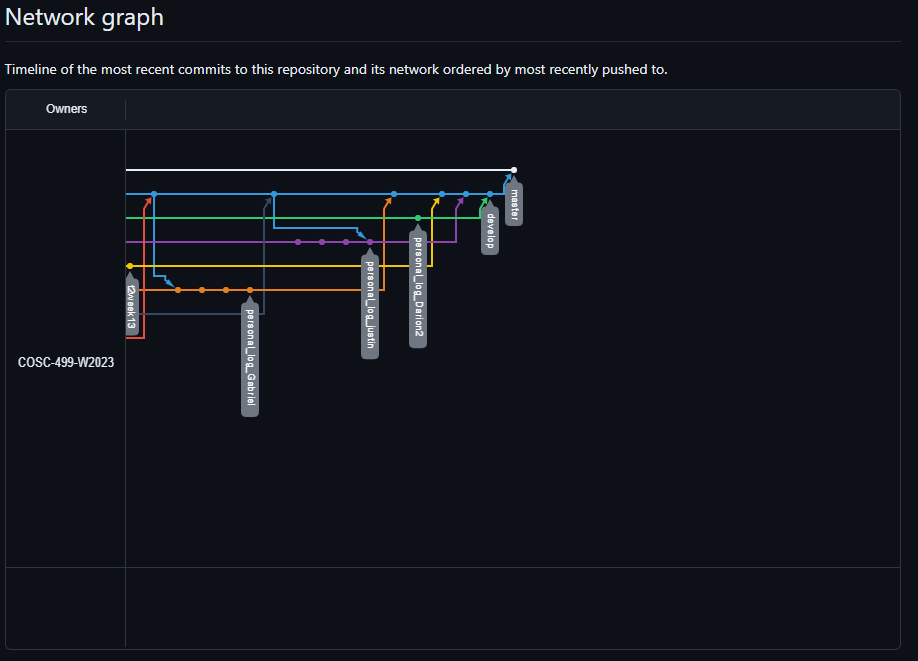 Network graph
Timeline of the most recent commits to this repository and its network ordered by most recently pushed to.
Owners
COSC-499-W2023
master
develop
personal_log_Darion2
personal_log_justin
personal_log_Gabriel